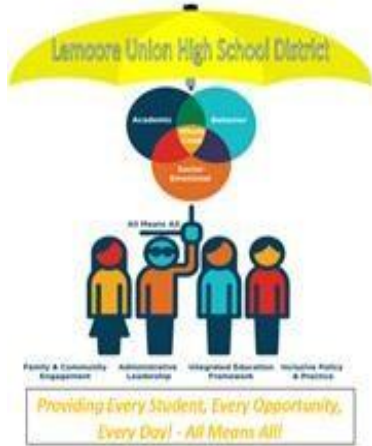 Lemoore Union High School District
Academic
Behavior
Whole
Child
Social-
Emotional
All Means All
Family & Community
Engagement
Administrative
Leadership
Integrated Education
Framework
Inclusive Policy
& Practice
Providing Every Student, Every Opportunity,
Every Day! - All Means All!